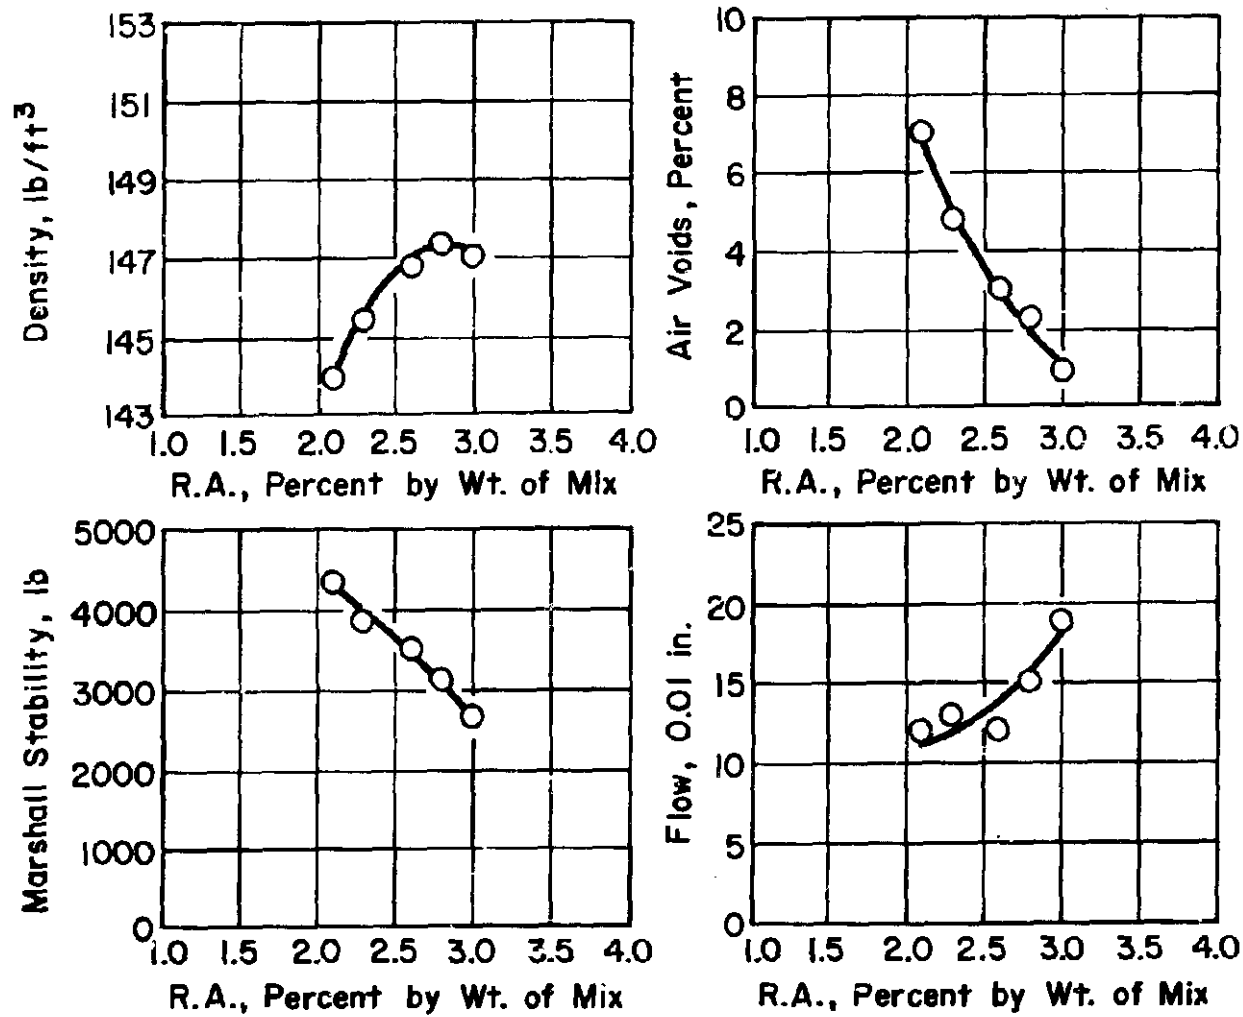 153
151
149
147
145
143
Density, lb/ft³
1.0 1.5 2.0 2.5 3.0 3.5 4.0
R.A., Percent by Wt. of Mix
10
8
6
4
2
0
Air Voids, Percent
1.0 1.5 2.0 2.5 3.0 3.5 4.0
R.A., Percent by Wt. of Mix
5000
4000
3000
2000
1000
0
Marshall Stability, lb
1.0 1.5 2.0 2.5 3.0 3.5 4.0
R.A., Percent by Wt. of Mix
25
20
15
10
5
0
Flow, 0.01 in.
1.0 1.5 2.0 2.5 3.0 3.5 4.0
R.A., Percent by Wt. of Mix